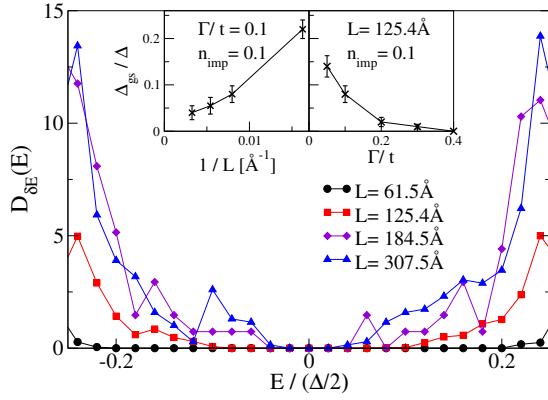 0.2
0.1
0
Δgs / Δ
Γ/ t = 0.1
n_imp = 0.1
0 0.01
1 / L [Å⁻¹]
L= 125.4Å
n_imp = 0.1
0 0.2 0.4
Γ/ t
15
10
5
0
D_δE(E)
L= 61.5Å
L= 125.4Å
L= 184.5Å
L= 307.5Å
-0.2 0 0.2
E / (Δ/2)